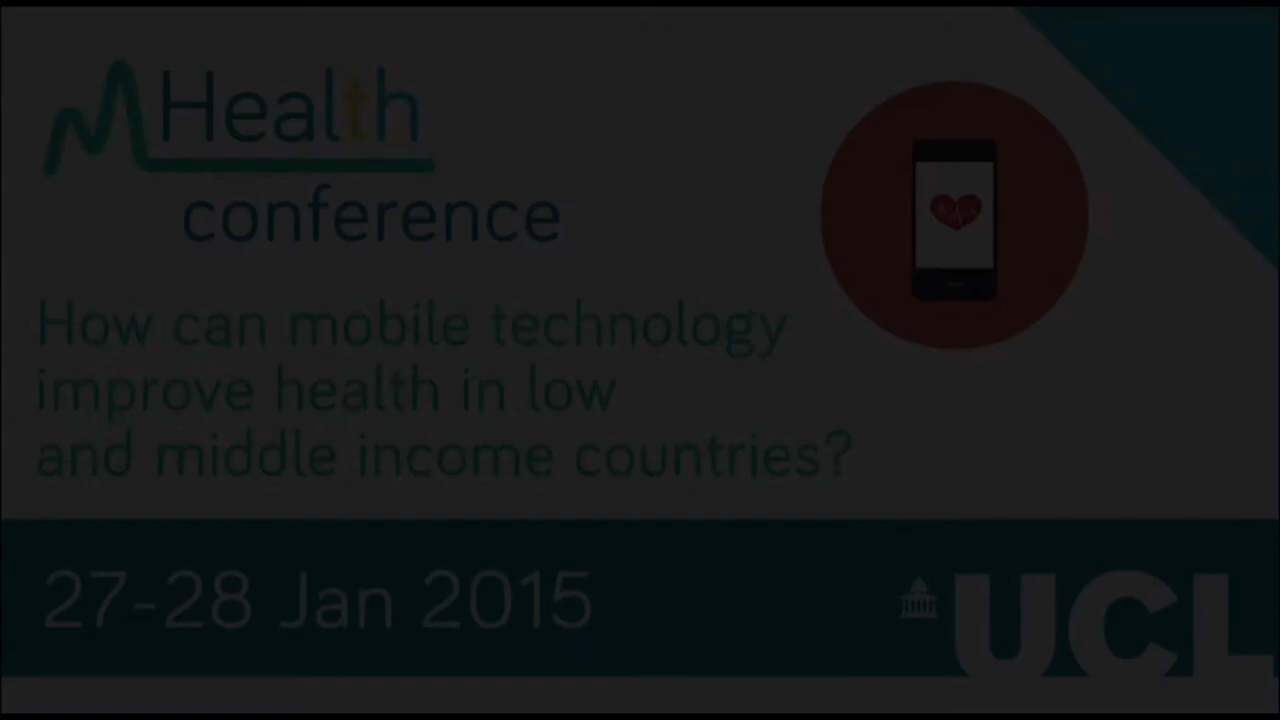 MHealth
conference
How can mobile technology
improve health in low
and middle income countries?
27-28 Jan 2015
UCL